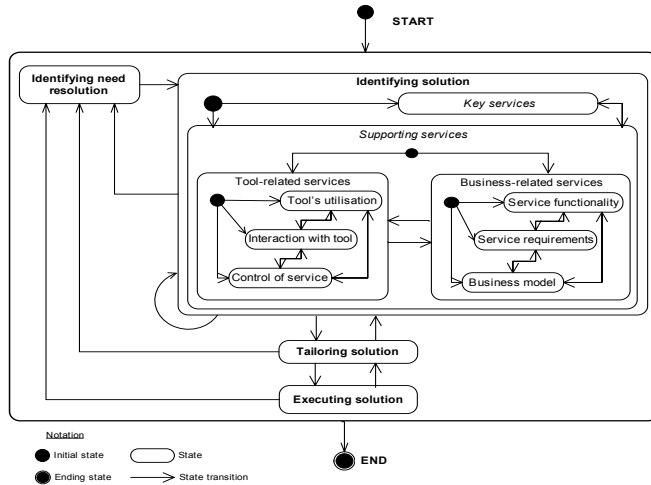 START
Identifying need
resolution
Identifying solution
Key services
Supporting services
Tool-related services
Tool's utilisation
Interaction with tool
Control of service
Business-related services
Service functionality
Service requirements
Business model
Tailoring solution
Executing solution
END
Notation
Initial state
State
Ending state
State transition